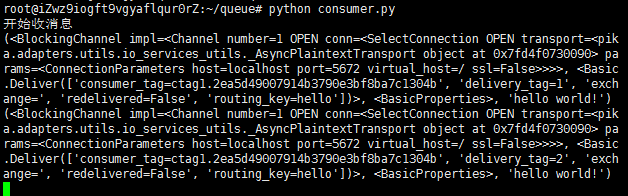 root@iZwz9iogft9vgyaflqur0rZ:~/queue# python consumer.py
开始收消息
(<BlockingChannel impl=<Channel number=1 OPEN conn=<SelectionConnection OPEN transport=<pik
a.adapters.utils.io_services_utils._AsyncPlaintextTransport object at 0x7fd4f0730090> pa
rams=<ConnectionParameters host=localhost port=5672 virtual_host=/ ssl=False>>>>, <Basic
.Deliver(['consumer_tag=ctag1.2ea5d49007914b3790e3bf8ba7c1304b', 'delivery_tag=1', 'exch
ange=', 'redelivered=False', 'routing_key=hello'])>, <BasicProperties>, 'hello world!')
(<BlockingChannel impl=<Channel number=1 OPEN conn=<SelectionConnection OPEN transport=<pik
a.adapters.utils.io_services_utils._AsyncPlaintextTransport object at 0x7fd4f0730090> pa
rams=<ConnectionParameters host=localhost port=5672 virtual_host=/ ssl=False>>>>, <Basic
.Deliver(['consumer_tag=ctag1.2ea5d49007914b3790e3bf8ba7c1304b', 'delivery_tag=2', 'exch
ange=', 'redelivered=False', 'routing_key=hello'])>, <BasicProperties>, 'hello world!')